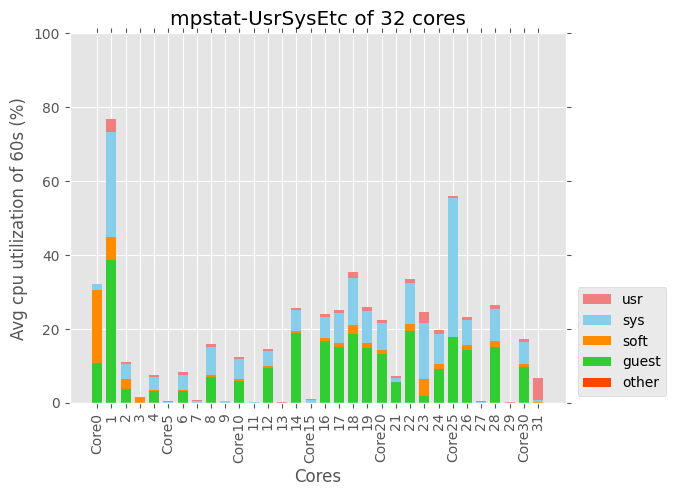 mpstat-UsrSysEtc of 32 cores
Avg cpu utilization of 60s (%)
100
80
60
40
20
0
Core0
1
2
3
4
Core5
6
7
8
9
Core10
11
12
13
14
Core15
16
17
18
19
Core20
21
22
23
24
Core25
26
27
28
29
Core30
31
Cores
usr
sys
soft
guest
other